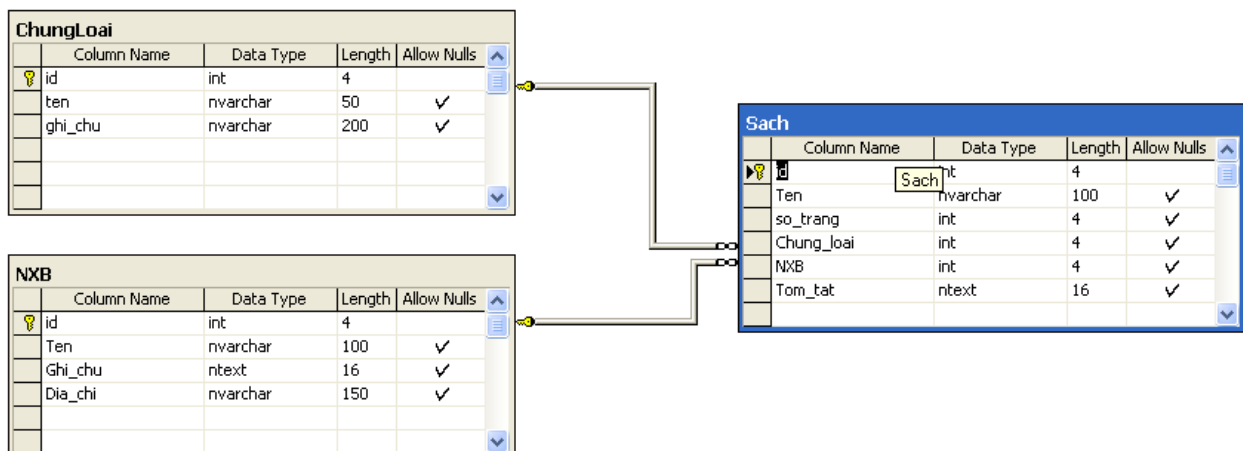 ChungLoai
Column Name Data Type Length Allow Nulls
id int 4
ten nvarchar 50
ghi_chu nvarchar 200
NXB
Column Name Data Type Length Allow Nulls
id int 4
Ten nvarchar 100
Ghi_chu ntext 16
Dia_chi nvarchar 150
Sach
Column Name Data Type Length Allow Nulls
id int 4
Sach
Ten nvarchar 100
so_trang int 4
Chung_loai int 4
NXB int 4
Tom_tat ntext 16